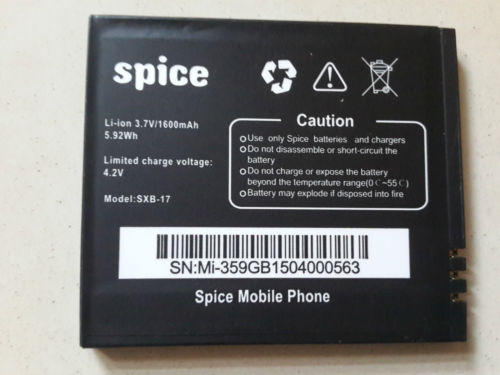 spice
Li-ion 3.7V/1600mAh
5.92Wh
Limited charge voltage:
4.2V
Model:SXB-17
Caution
Use only Spice batteries and chargers
Do not disassemble or short-circuit the
battery
Do not charge or expose the battery
beyond the temperature range(0℃~55℃)
Battery may explode if disposed into fire
SN:Mi-359GB1504000563
Spice Mobile Phone